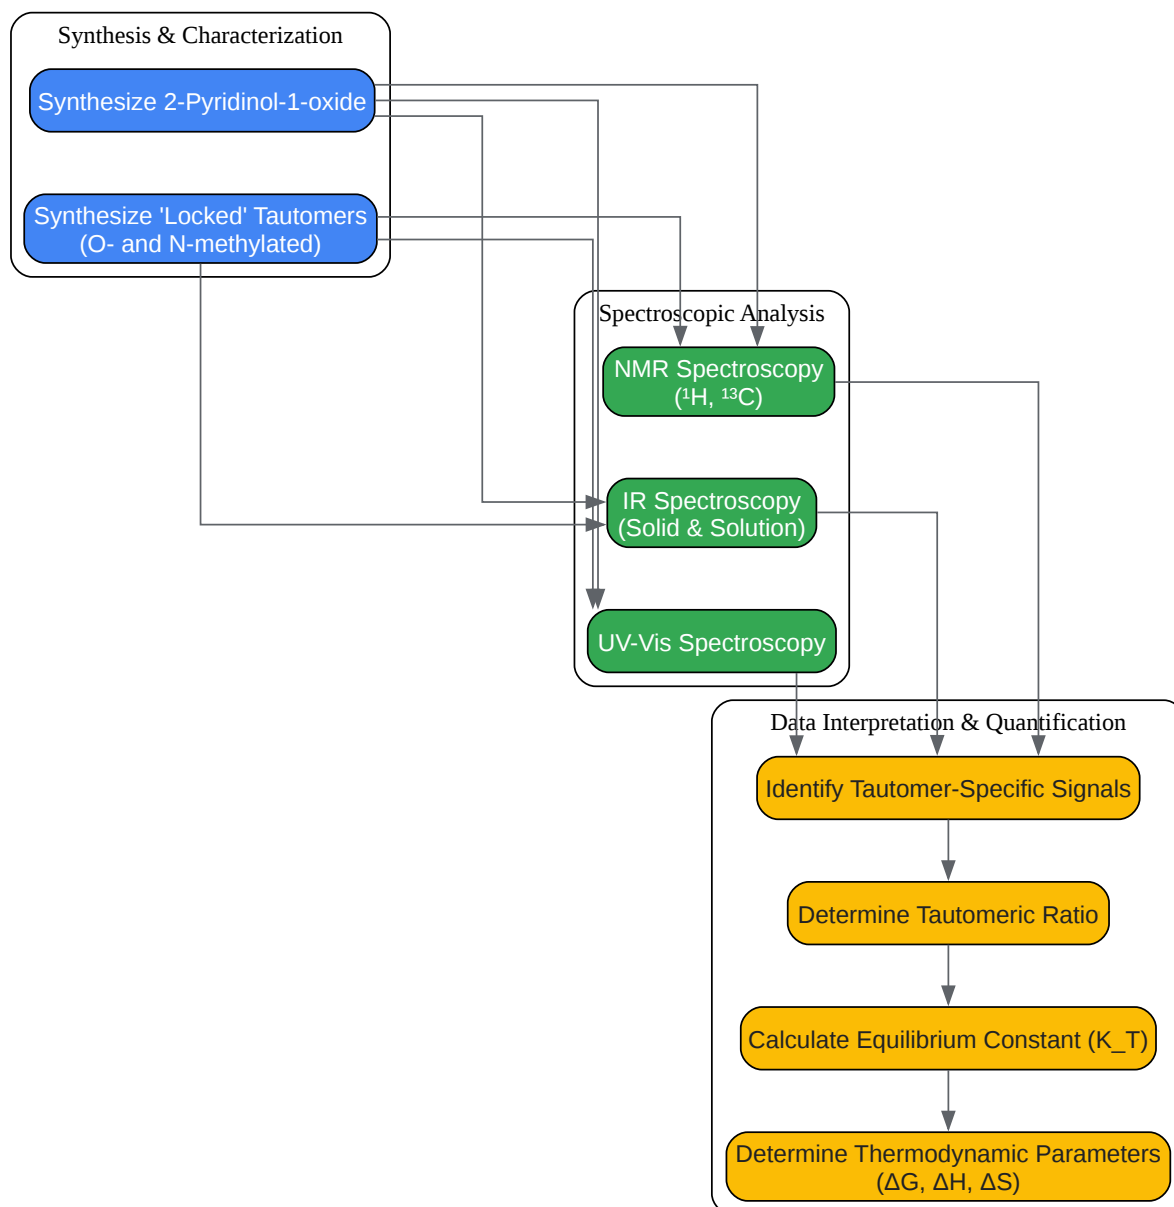 Synthesis & Characterization
Synthesize 2-Pyridinol-1-oxide
Synthesize 'Locked' Tautomers
(O- and N-methylated)
Spectroscopic Analysis
NMR Spectroscopy
(¹H, ¹³C)
IR Spectroscopy
(Solid & Solution)
UV-Vis Spectroscopy
Data Interpretation & Quantification
Identify Tautomer-Specific Signals
Determine Tautomeric Ratio
Calculate Equilibrium Constant (K_T)
Determine Thermodynamic Parameters
(ΔG, ΔH, ΔS)